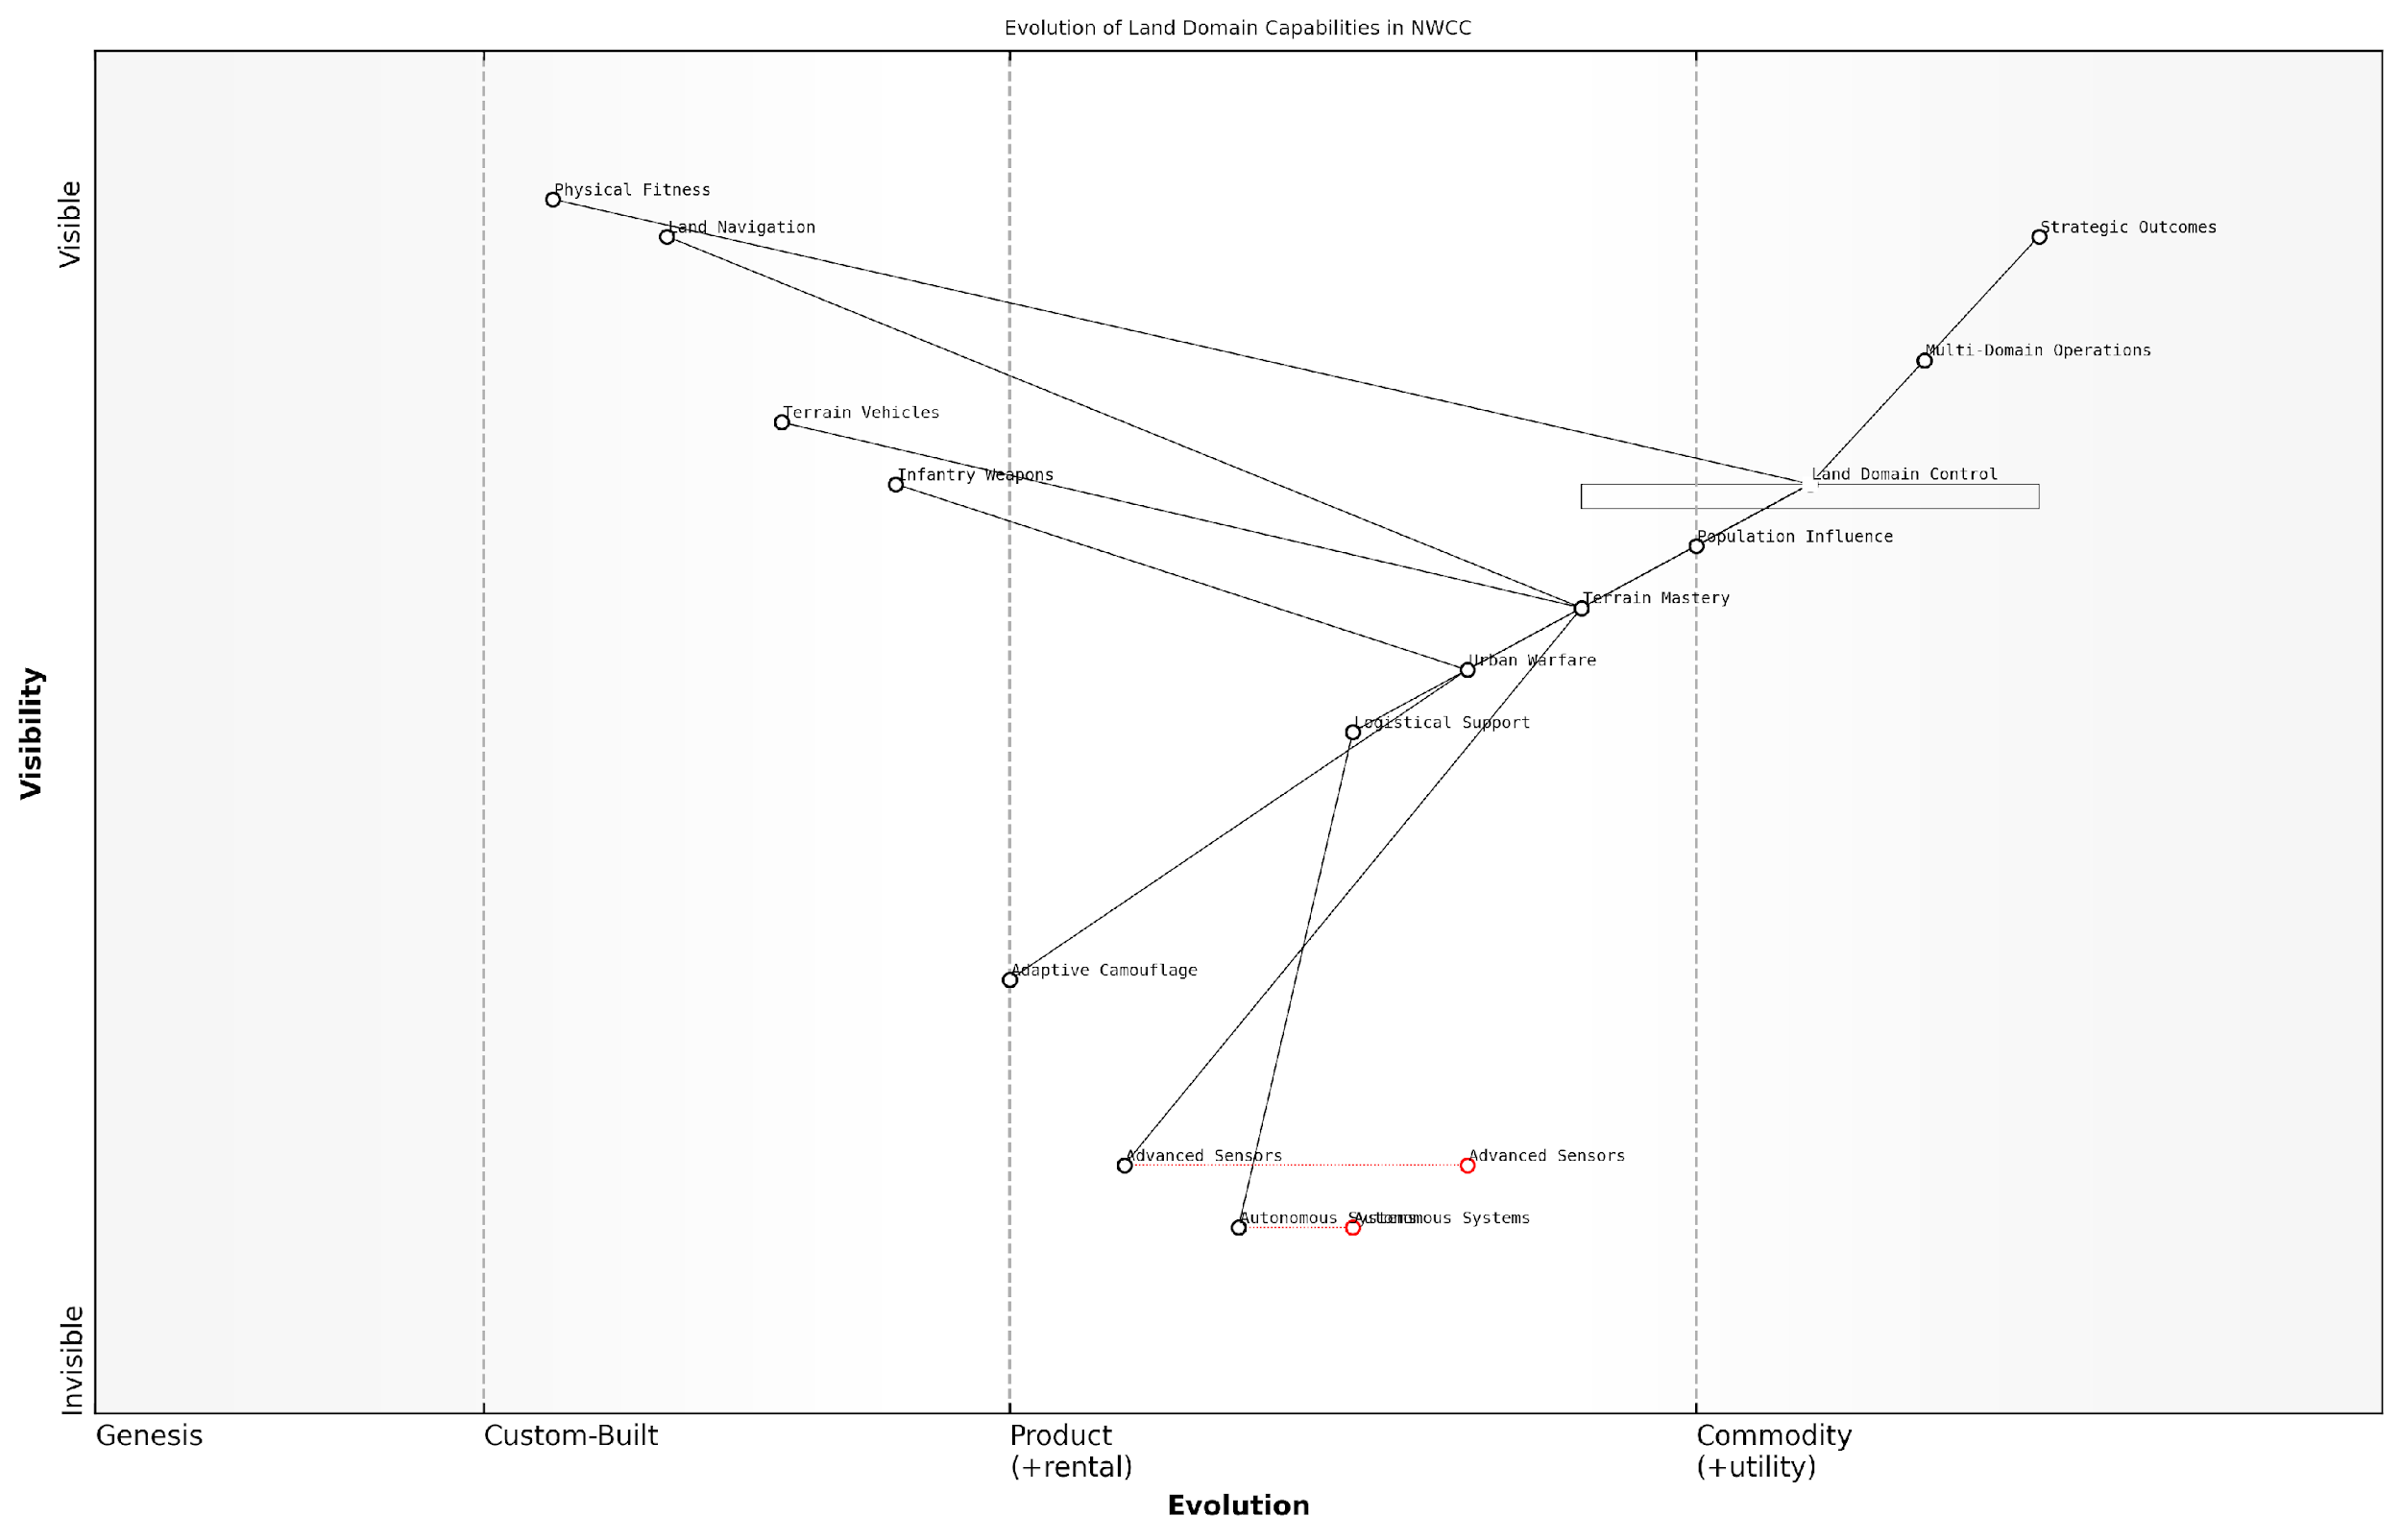 Evolution of Land Domain Capabilities in NWCC
Visible
Visibility
Invisible
Physical Fitness
Land Navigation
Strategic Outcomes
Multi-Domain Operations
Terrain Vehicles
Infantry Weapons
Land Domain Control
Population Influence
Terrain Mastery
Urban Warfare
Logistical Support
Adaptive Camouflage
Advanced Sensors
Advanced Sensors
Autonomous Systems
Autonomous Systems
Genesis
Custom-Built
Product
(+rental)
Commodity
(+utility)
Evolution